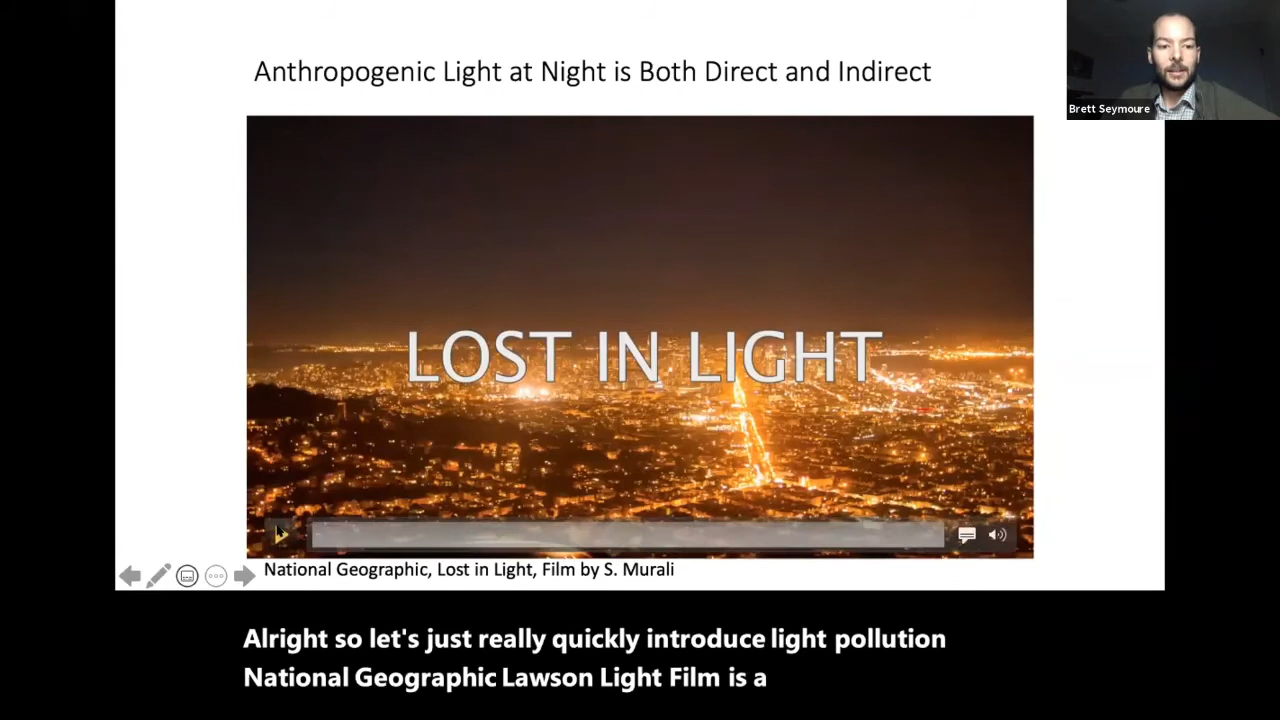 Anthropogenic Light at Night is Both Direct and Indirect
Brett Seymoure
LOST IN LIGHT
National Geographic, Lost in Light, Film by S. Murali
Alright so let's just really quickly introduce light pollution
National Geographic Lawson Light Film is a